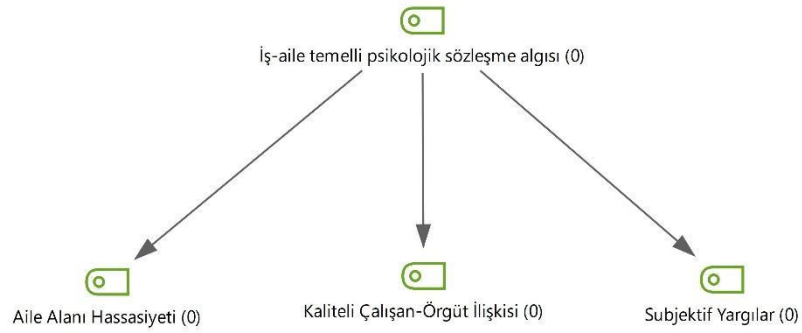 İş-aile temelli psikolojik sözleşme algısı (0)
Aile Alanı Hassasiyeti (0)
Kaliteli Çalışan-Örgüt İlişkisi (0)
Subjektif Yargılar (0)